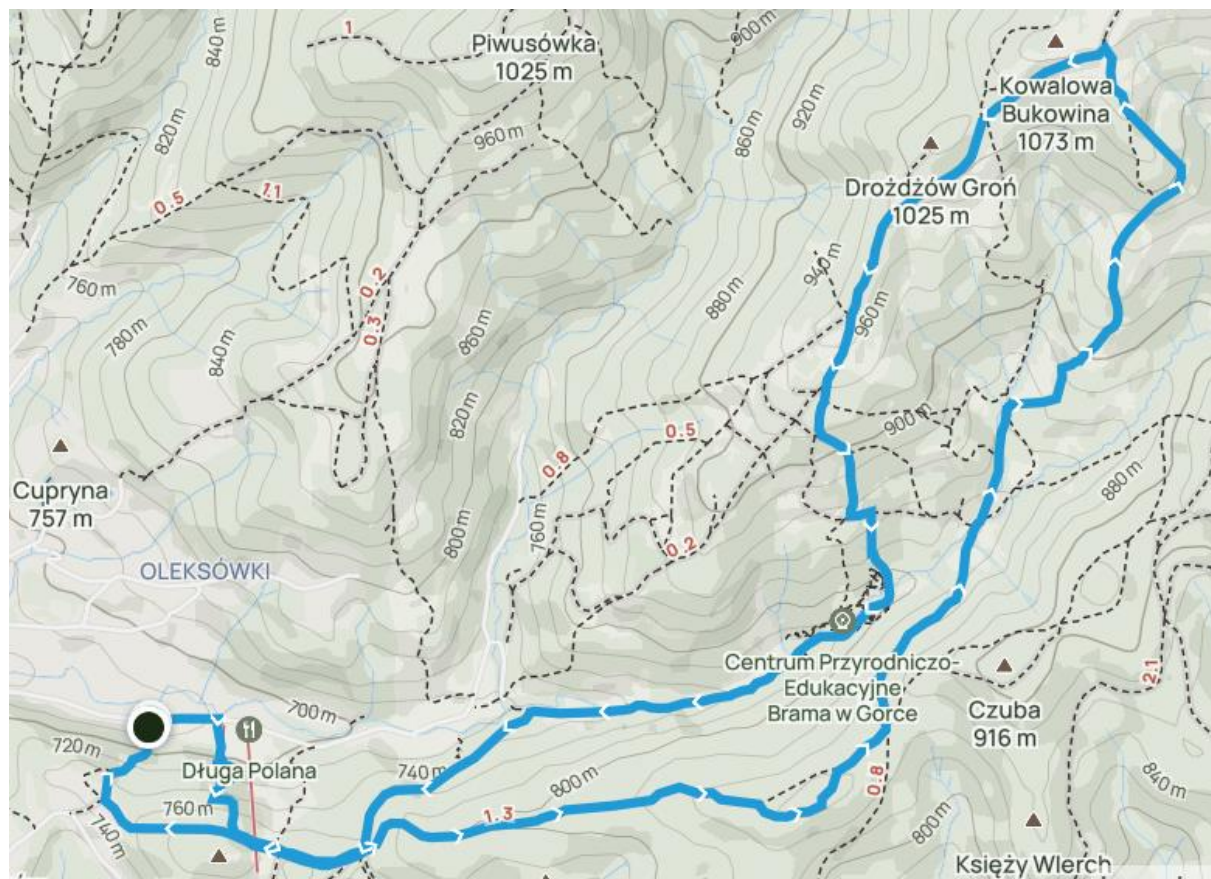 840 m
1
Piwusówka
1025 m
900 m
820 m
960 m
860 m
920 m
Kowalowa
Bukowina
1073 m
0.5
1.1
Drożdżów Groń
1025 m
760 m
0.2
940 m
780 m
0.3
880 m
960 m
840 m
860 m
820 m
900 m
0.5
0.8
Cupryna
757 m
880 m
800 m
760 m
0.2
OLEKSÓWKI
Centrum Przyrodniczo-
Edukacyjne
Brama w Gorce
2.1
700 m
Czuba
916 m
720 m
Długa Polana
740 m
800 m
0.8
840 m
760 m
1.3
740 m
800 m
Księży Wierch